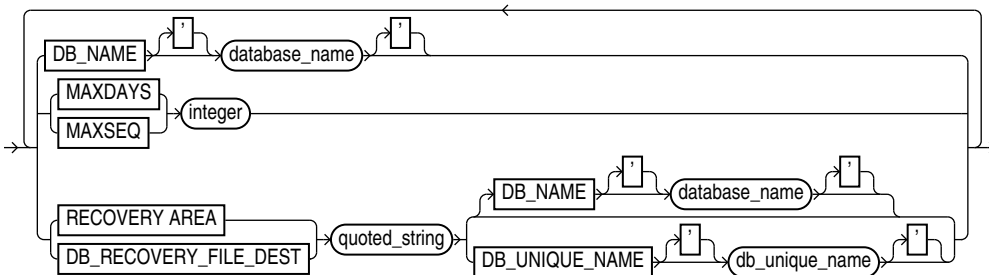 ' '
DB_NAME database_name
MAXDAYS
integer
MAXSEQ
' '
DB_NAME database_name
RECOVERY AREA
quoted_string
' '
DB_RECOVERY_FILE_DEST DB_UNIQUE_NAME db_unique_name